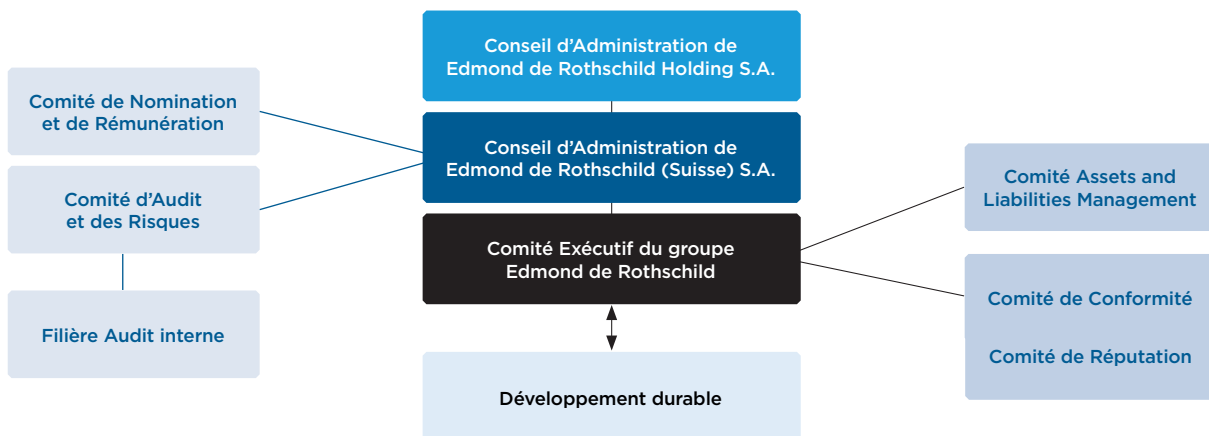 Conseil d'Administration de
Edmond de Rothschild Holding S.A.
Comité de Nomination
et de Rémunération
Conseil d'Administration de
Edmond de Rothschild (Suisse) S.A.
Comité d'Audit
et des Risques
Comité Assets and
Liabilities Management
Comité Exécutif du groupe
Edmond de Rothschild
Filière Audit interne
Comité de Conformité
Comité de Réputation
Développement durable